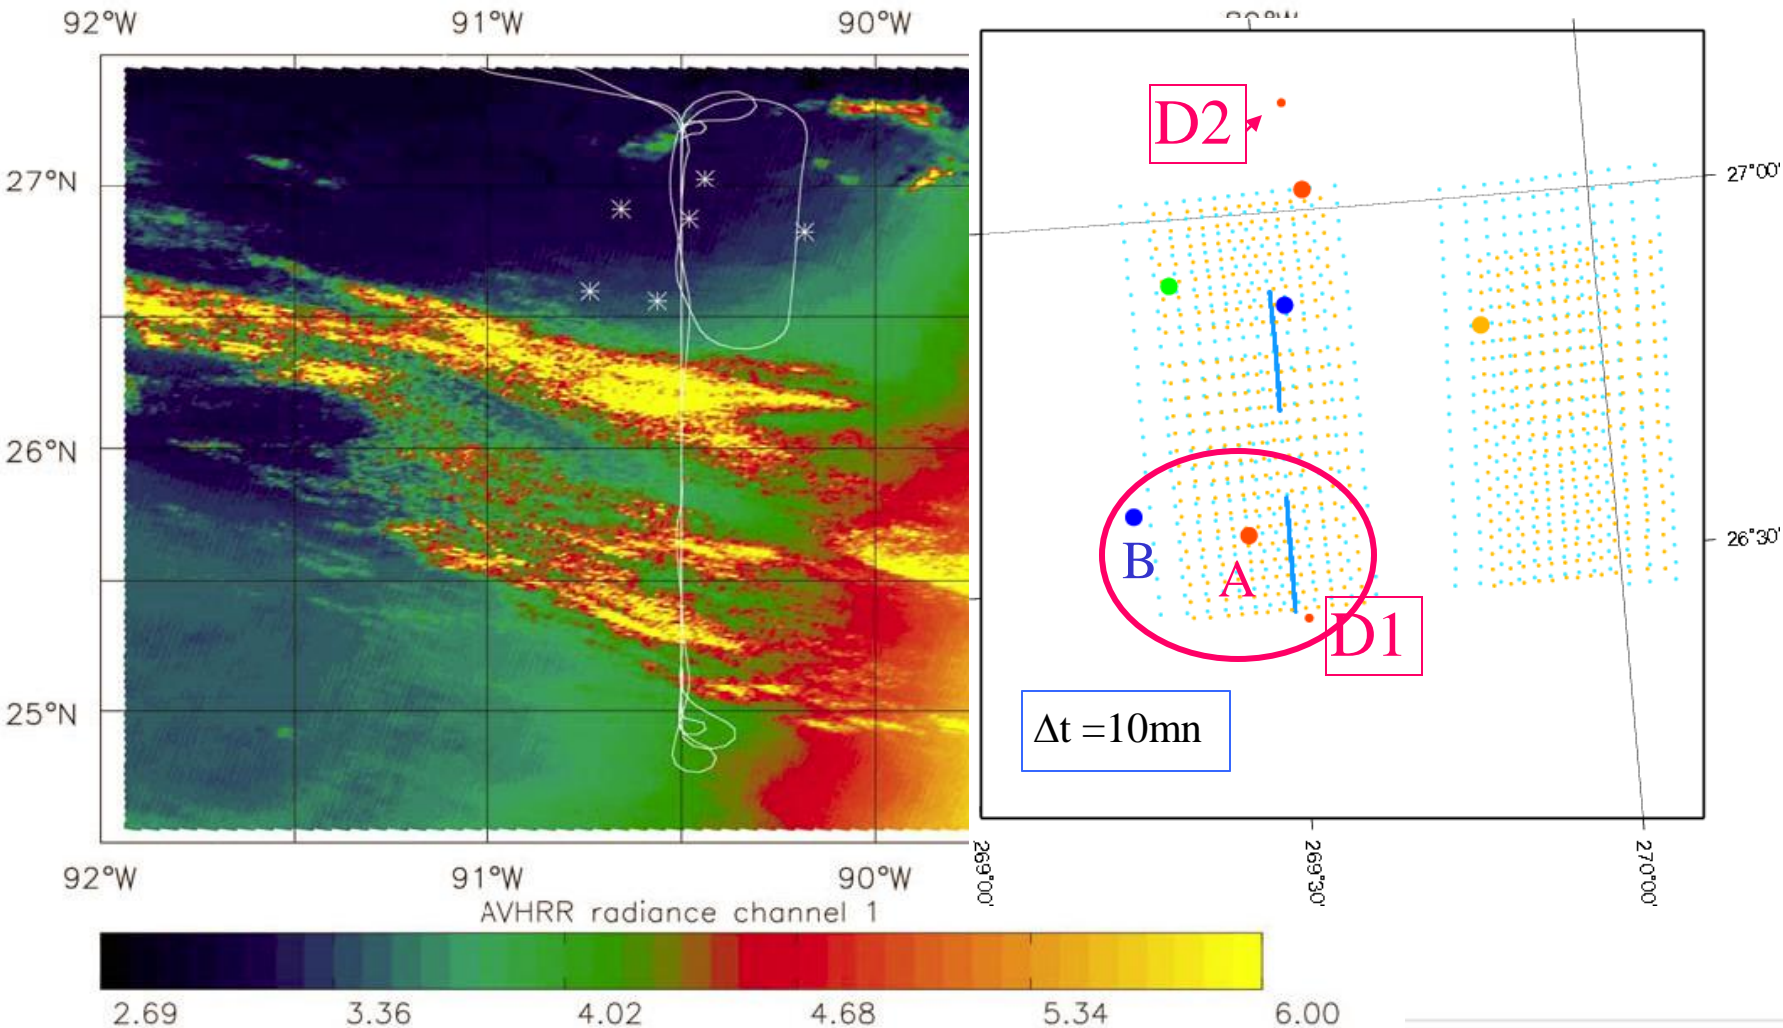 92°W 91°W 90°W
27°N
26°N
25°N
92°W 91°W 90°W
AVHRR radiance channel 1
2.69 3.36 4.02 4.68 5.34 6.00
D2
27°00'
26°30'
B
A
D1
Δt =10mn
269°00'
269°30'
270°00'